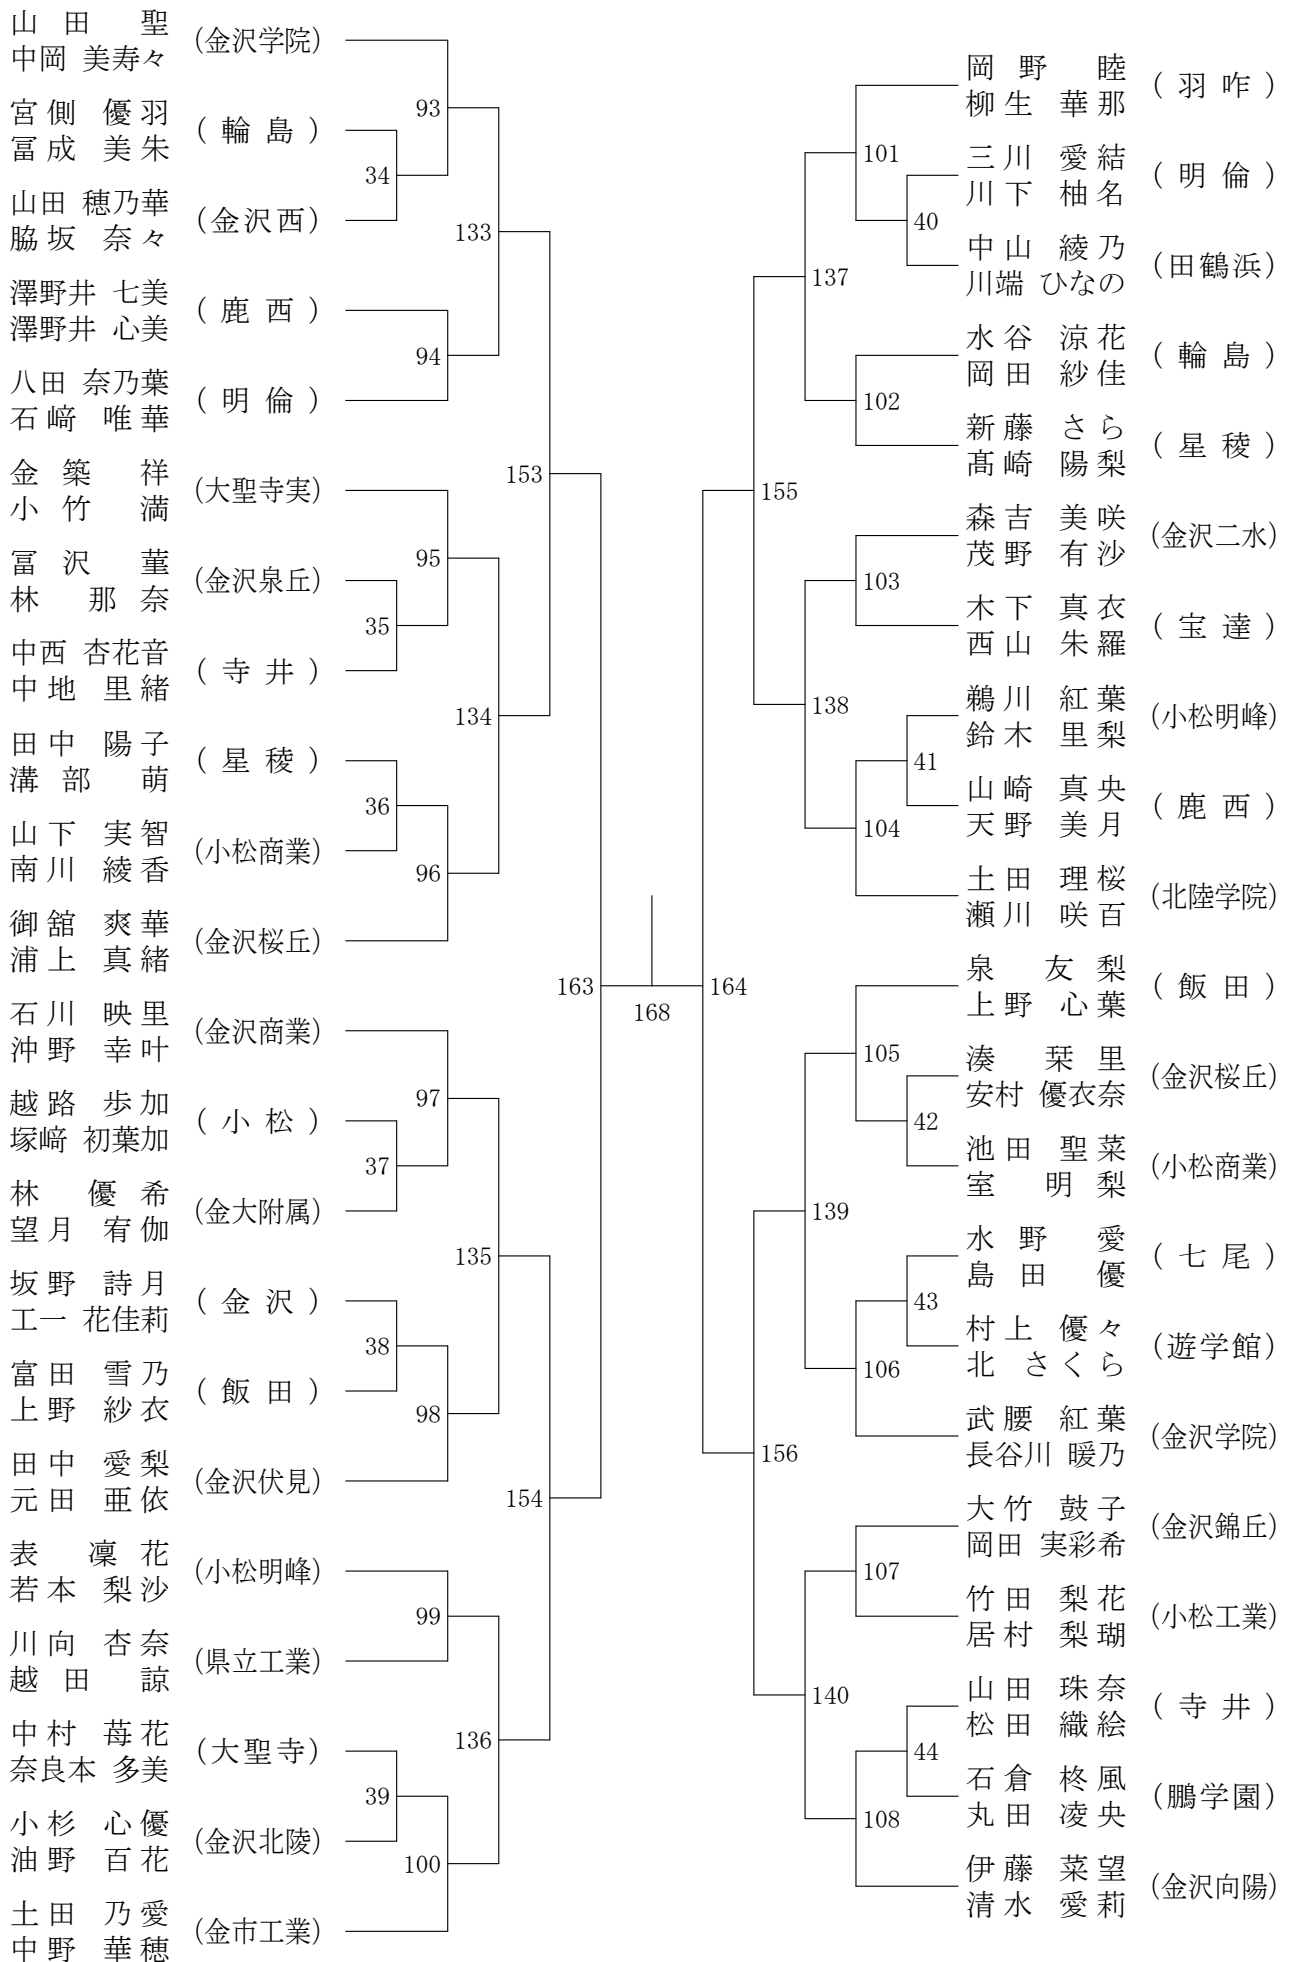 山田 聖
中岡 美寿々
(金沢学院)
宮側 優羽
冨成 美朱
(輪島)
山田 穂乃華
脇坂 奈々
(金沢西)
澤野井 七美
澤野井 心美
(鹿西)
八田 奈乃葉
石﨑 唯華
(明倫)
金築 祥
小竹 満
(大聖寺実)
冨沢 菫
林 那奈
(金沢泉丘)
中西 杏花音
中地 里緒
(寺井)
田中 陽子
溝部 萌
(星稜)
山下 実智
南川 綾香
(小松商業)
御舘 爽華
浦上 真緒
(金沢桜丘)
石川 映里
沖野 幸叶
(金沢商業)
越路 歩加
塚﨑 初葉加
(小松)
林 優希
望月 宥伽
(金大附属)
坂野 詩月
工一 花佳莉
(金沢)
富田 雪乃
上野 紗衣
(飯田)
田中 愛梨
元田 亜依
(金沢伏見)
表 凜花
若本 梨沙
(小松明峰)
川向 杏奈
越田 諒
(県立工業)
中村 苺花
奈良本 多美
(大聖寺)
小杉 心優
油野 百花
(金沢北陵)
土田 乃愛
中野 華穂
(金市工業)
34
35
36
37
38
39
93
94
95
96
97
98
99
100
133
134
135
136
153
154
163
168
164
155
156
137
138
139
140
101
102
103
104
105
106
107
108
40
41
42
43
44
岡野 睦
柳生 華那
(羽咋)
三川 愛結
川下 柚名
(明倫)
中山 綾乃
川端 ひなの
(田鶴浜)
水谷 涼花
岡田 紗佳
(輪島)
新藤 さら
髙崎 陽梨
(星稜)
森吉 美咲
茂野 有沙
(金沢二水)
木下 真衣
西山 朱羅
(宝達)
鵜川 紅葉
鈴木 里梨
(小松明峰)
山崎 真央
天野 美月
(鹿西)
土田 理桜
瀬川 咲百
(北陸学院)
泉 友梨
上野 心葉
(飯田)
湊 栞里
安村 優衣奈
(金沢桜丘)
池田 聖菜
室 明梨
(小松商業)
水野 愛
島田 優
(七尾)
村上 優々
北 さくら
(遊学館)
武腰 紅葉
長谷川 暖乃
(金沢学院)
大竹 鼓子
岡田 実彩希
(金沢錦丘)
竹田 梨花
居村 梨瑚
(小松工業)
山田 珠奈
松田 織絵
(寺井)
石倉 柊風
丸田 凌央
(鵬学園)
伊藤 菜望
清水 愛莉
(金沢向陽)